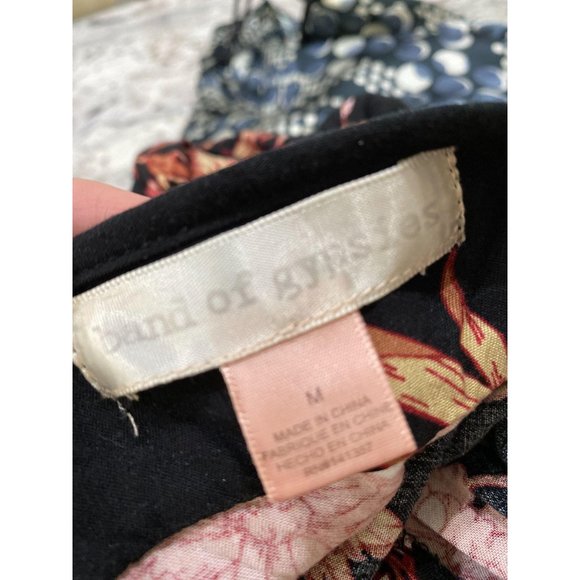 band of gypsies
M
MADE IN CHINA
FABRIQUE EN CHINE
HECHO EN CHINA